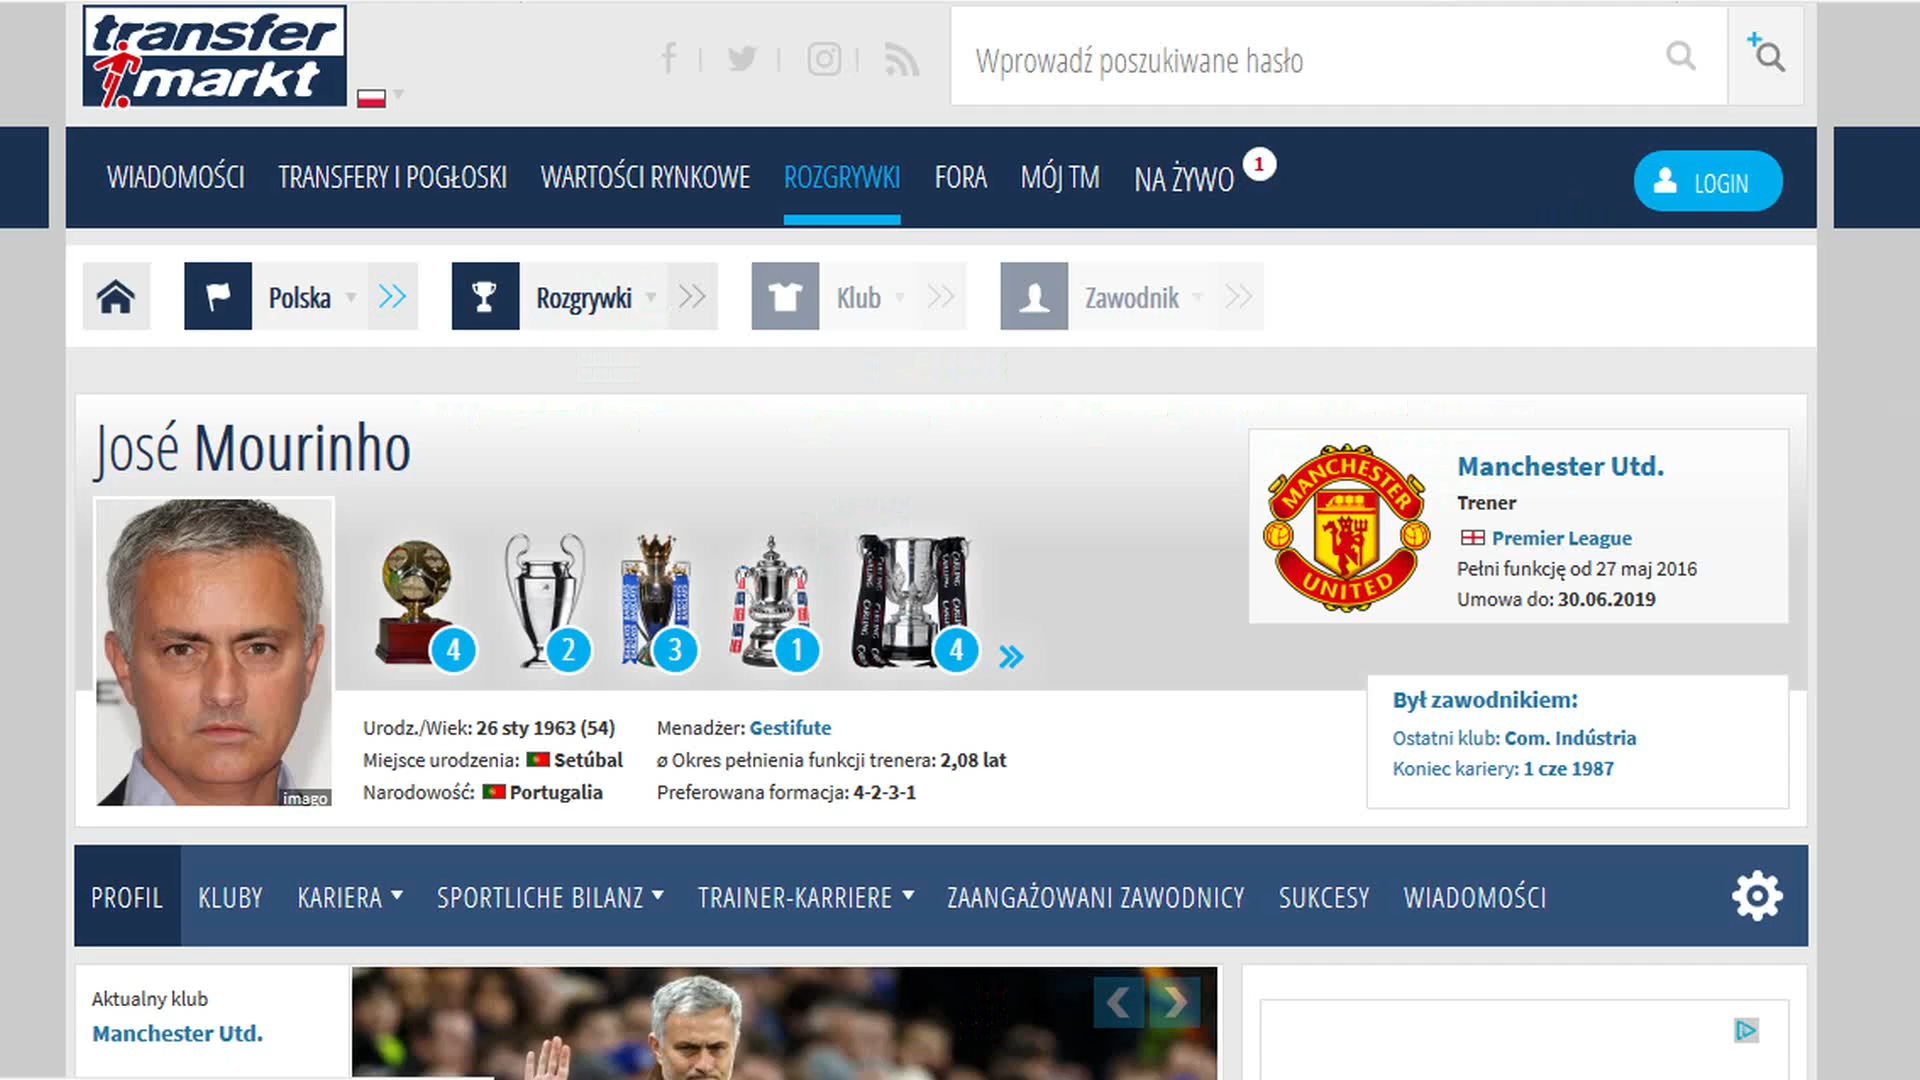 transfer
markt
Wprowadź poszukiwane hasło
WIADOMOŚCI TRANSFERY I POGŁOSKI WARTOŚCI RYNKOWE ROZGRYWKI FORA MÓJ TM NA ŻYWO 1 LOGIN
Polska Rozgrywki Klub Zawodnik
José Mourinho
MANCHESTER
UNITED
Manchester Utd.
Trener
Premier League
Pełni funkcję od 27 maj 2016
Umowa do: 30.06.2019
4 2 3 1 4
imago
Urodz./Wiek: 26 sty 1963 (54)
Miejsce urodzenia: Setúbal
Narodowość: Portugalia
Menadżer: Gestifute
ø Okres pełnienia funkcji trenera: 2,08 lat
Preferowana formacja: 4-2-3-1
Był zawodnikiem:
Ostatni klub: Com. Indústria
Koniec kariery: 1 cze 1987
PROFIL KLUBY KARIERA SPORTLICHE BILANZ TRAINER-KARRIERE ZAANGAŻOWANI ZAWODNICY SUKCESY WIADOMOŚCI
Aktualny klub
Manchester Utd.